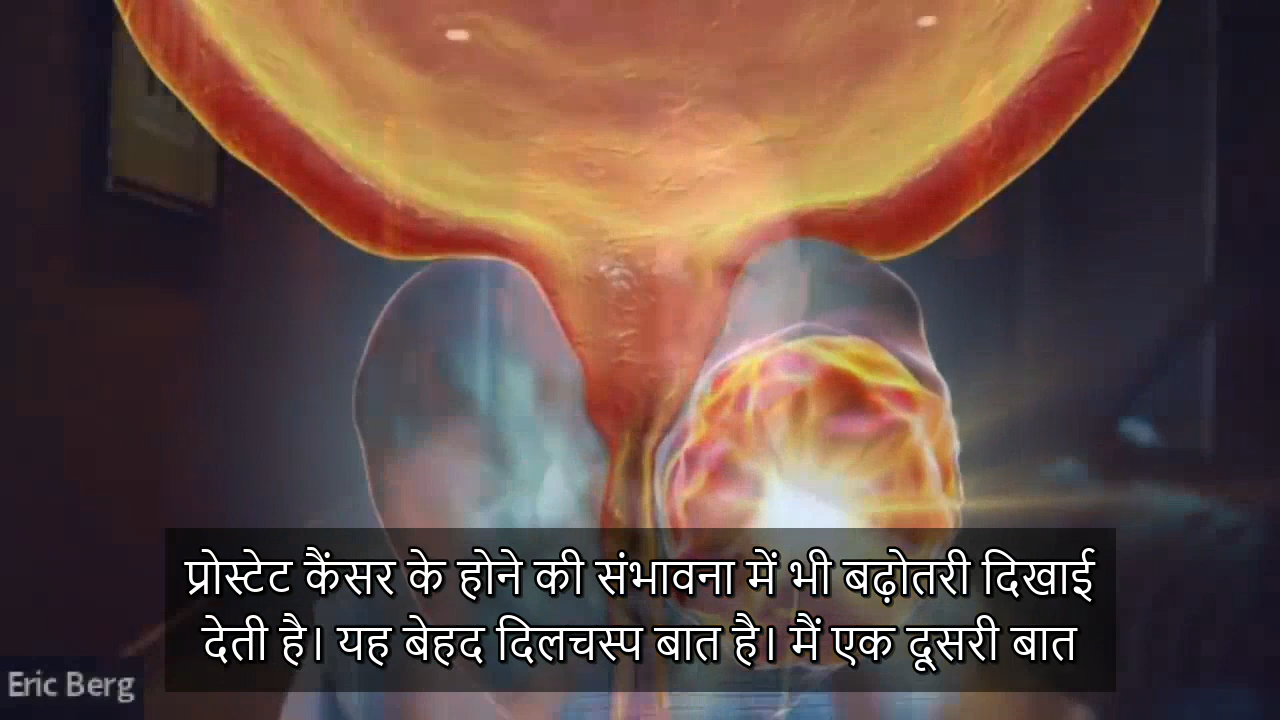 प्रोस्टेट कैंसर के होने की संभावना में भी बढ़ोतरी दिखाई
देती है। यह बेहद दिलचस्प बात है। मैं एक दूसरी बात
Eric Berg